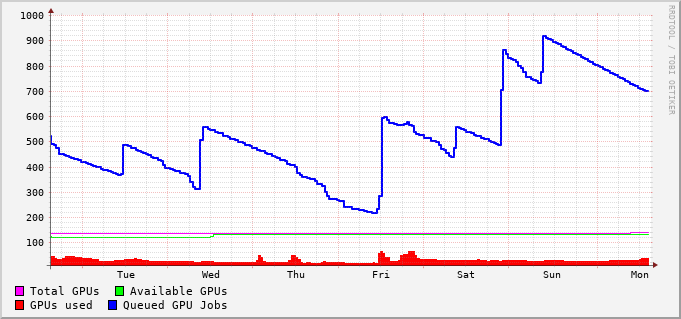 1000
900
800
700
600
500
400
300
200
100
Tue Wed Thu Fri Sat Sun Mon
Total GPUs Available GPUs
GPUs used Queued GPU Jobs
RRDTOOL / TOBI OETIKER